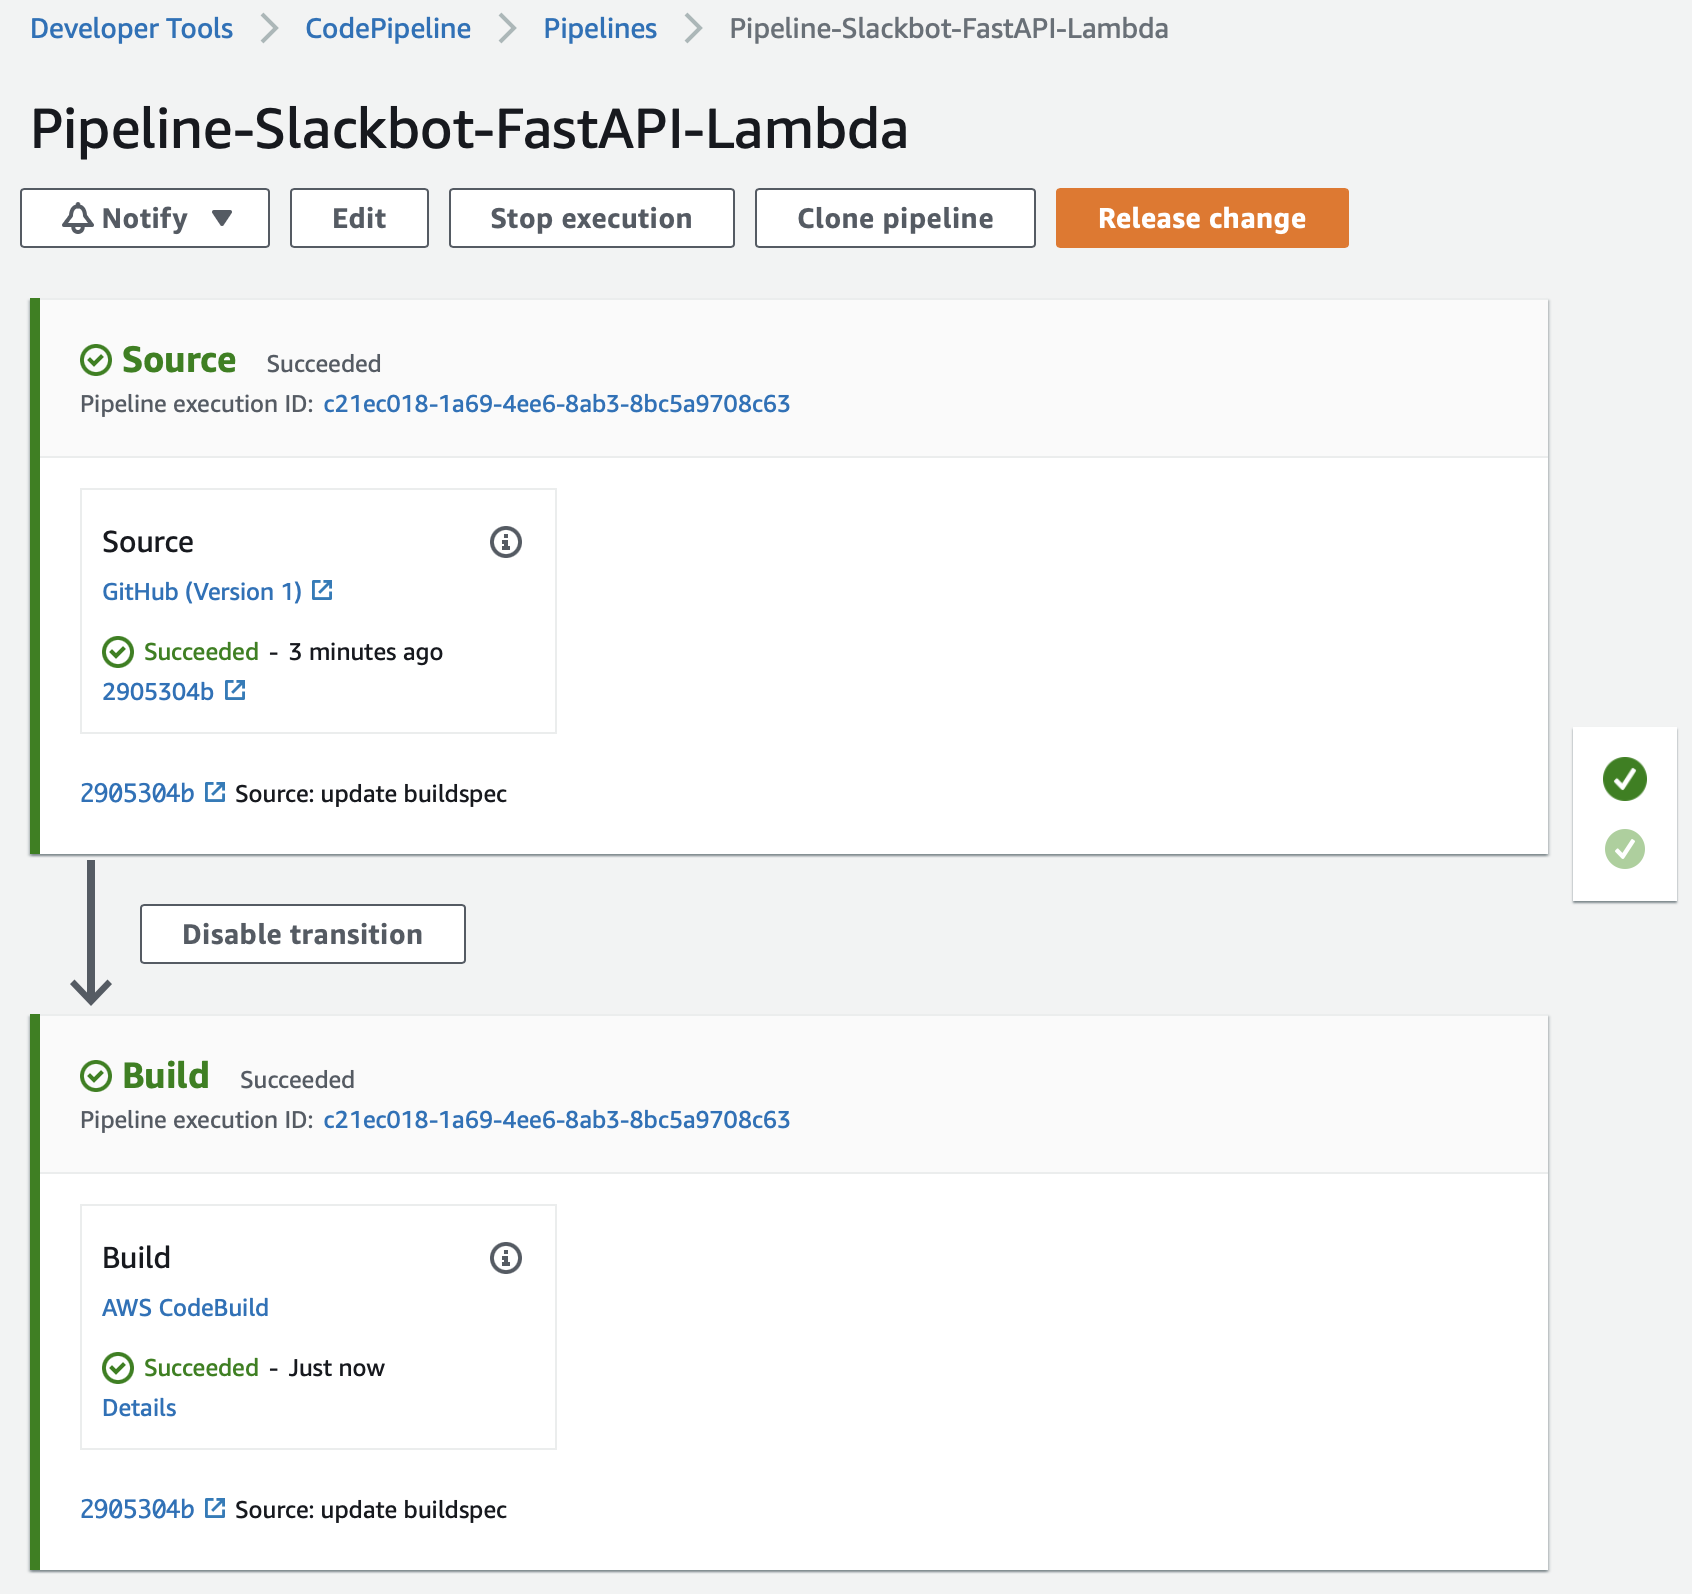 Developer Tools > CodePipeline > Pipelines > Pipeline-Slackbot-FastAPI-Lambda
Pipeline-Slackbot-FastAPI-Lambda
Notify ▼ Edit Stop execution Clone pipeline Release change
Source Succeeded
Pipeline execution ID: c21ec018-1a69-4ee6-8ab3-8bc5a9708c63
Source
GitHub (Version 1)
Succeeded - 3 minutes ago
2905304b
2905304b Source: update buildspec
Disable transition
Build Succeeded
Pipeline execution ID: c21ec018-1a69-4ee6-8ab3-8bc5a9708c63
Build
AWS CodeBuild
Succeeded - Just now
Details
2905304b Source: update buildspec